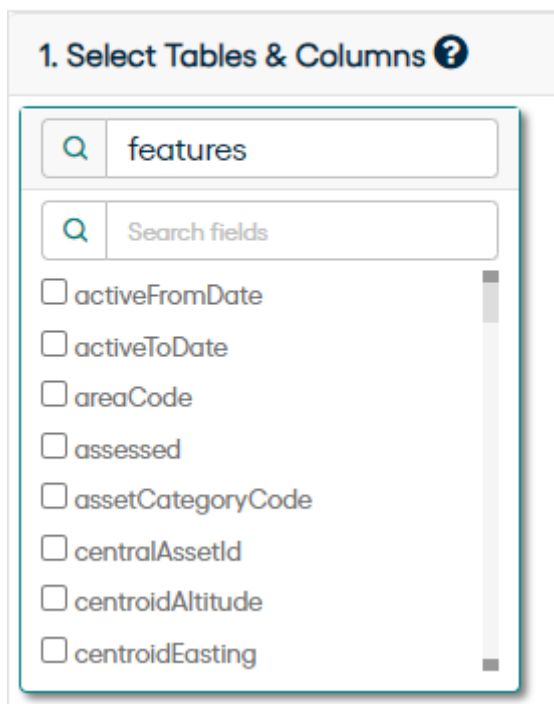 1. Select Tables & Columns ?
features
Search fields
activeFromDate
activeToDate
areaCode
assessed
assetCategoryCode
centralAssetId
centroidAltitude
centroidEasting